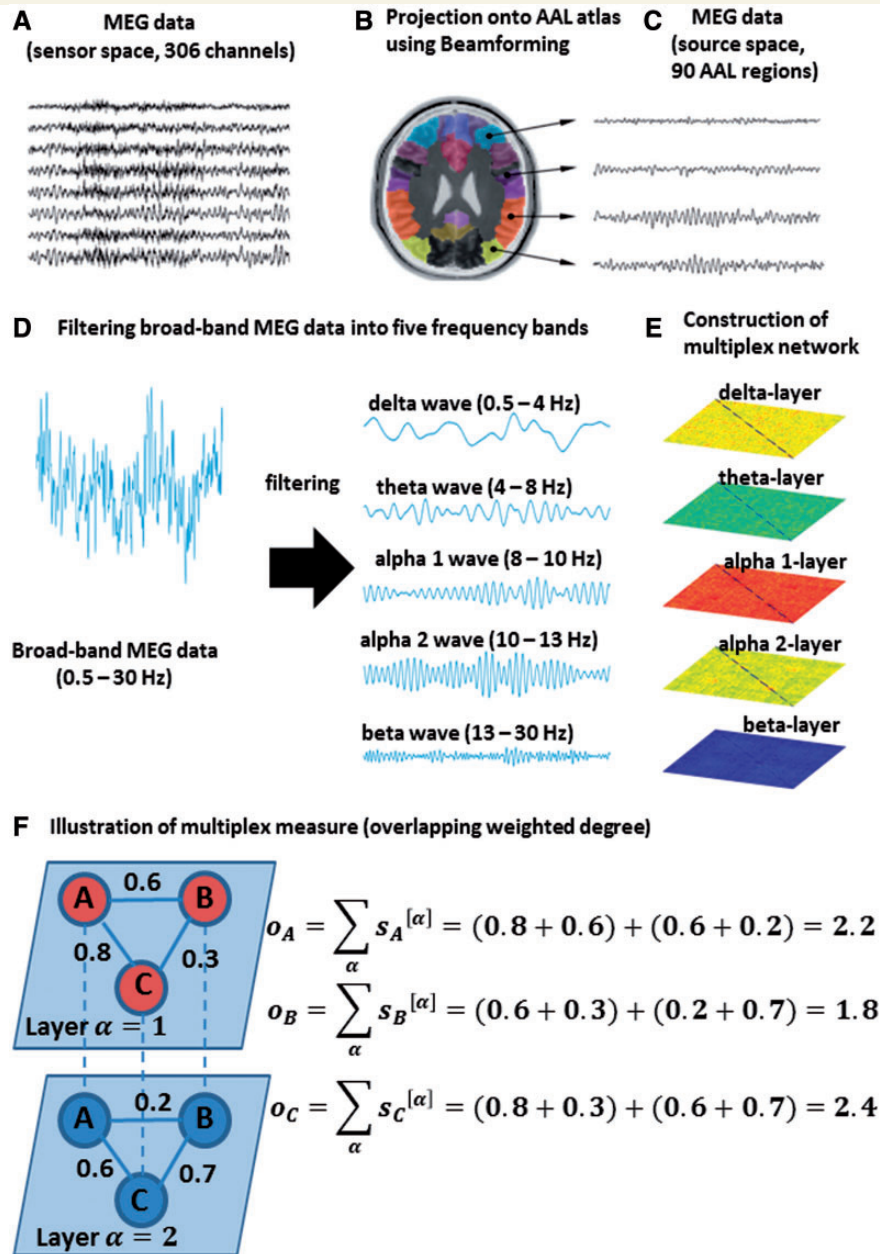 A
MEG data
(sensor space, 306 channels)
B
Projection onto AAL atlas
using Beamforming
C
MEG data
(source space,
90 AAL regions)
D
Filtering broad-band MEG data into five frequency bands
Broad-band MEG data
(0.5 – 30 Hz)
filtering
delta wave (0.5 – 4 Hz)
theta wave (4 – 8 Hz)
alpha 1 wave (8 – 10 Hz)
alpha 2 wave (10 – 13 Hz)
beta wave (13 – 30 Hz)
E
Construction of
multiplex network
delta-layer
theta-layer
alpha 1-layer
alpha 2-layer
beta-layer
F
Illustration of multiplex measure (overlapping weighted degree)
A 0.6 B
0.8 0.3
C
Layer α = 1
A 0.2 B
0.6 0.7
C
Layer α = 2
o_A = ∑_α s_A^[α] = (0.8 + 0.6) + (0.6 + 0.2) = 2.2
o_B = ∑_α s_B^[α] = (0.6 + 0.3) + (0.2 + 0.7) = 1.8
o_C = ∑_α s_C^[α] = (0.8 + 0.3) + (0.6 + 0.7) = 2.4